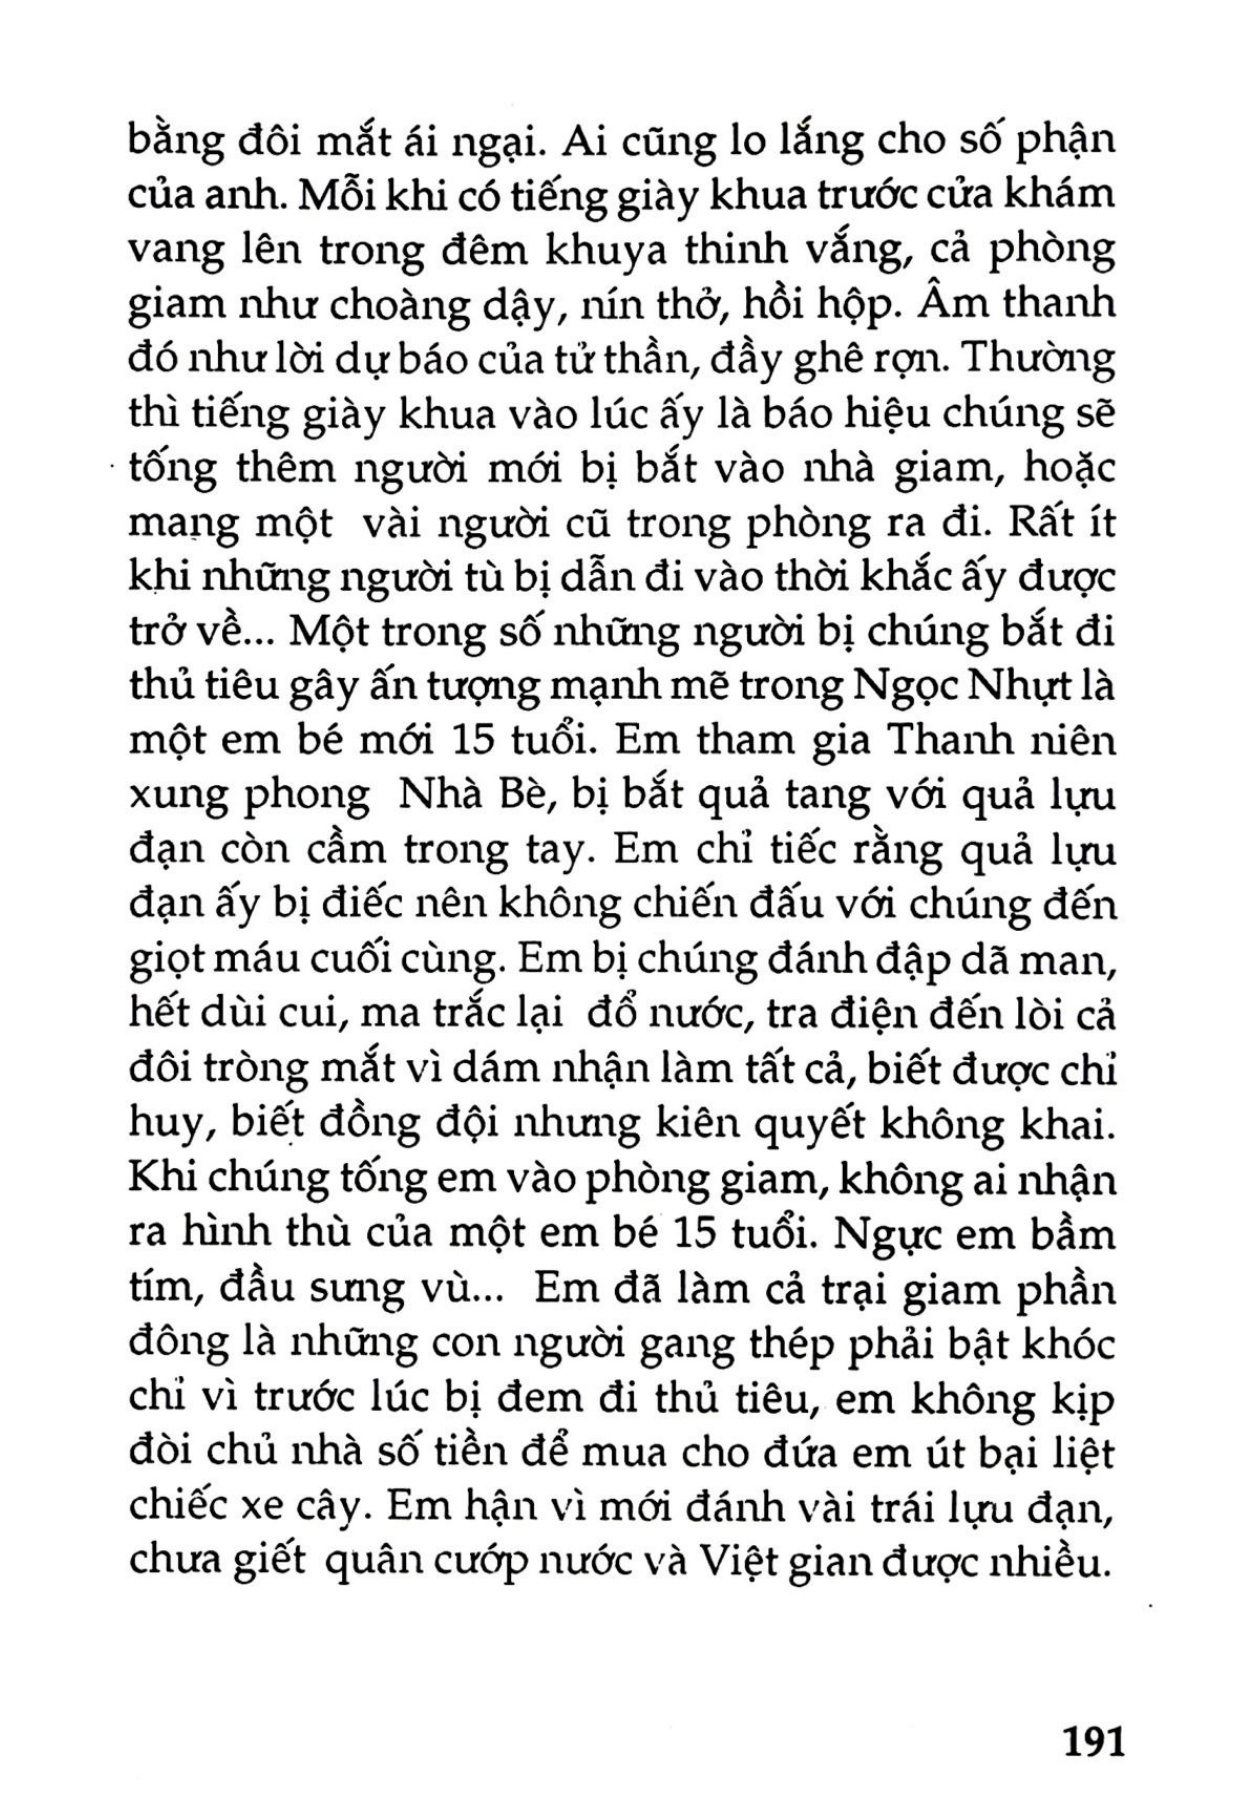 bằng đôi mắt ái ngại. Ai cũng lo lắng cho số phận
của anh. Mỗi khi có tiếng giày khua trước cửa khám
vang lên trong đêm khuya thinh vắng, cả phòng
giam như choàng dậy, nín thở, hồi hộp. Âm thanh
đó như lời dự báo của tử thần, đầy ghê rợn. Thường
thì tiếng giày khua vào lúc ấy là báo hiệu chúng sẽ
tống thêm người mới bị bắt vào nhà giam, hoặc
mang một vài người cũ trong phòng ra đi. Rất ít
khi những người tù bị dẫn đi vào thời khắc ấy được
trở về... Một trong số những người bị chúng bắt đi
thủ tiêu gây ấn tượng mạnh mẽ trong Ngọc Nhựt là
một em bé mới 15 tuổi. Em tham gia Thanh niên
xung phong Nhà Bè, bị bắt quả tang với quả lựu
đạn còn cầm trong tay. Em chỉ tiếc rằng quả lựu
đạn ấy bị điếc nên không chiến đấu với chúng đến
giọt máu cuối cùng. Em bị chúng đánh đập dã man,
hết dùi cui, ma trắc lại đổ nước, tra điện đến lòi cả
đôi tròng mắt vì dám nhận làm tất cả, biết được chỉ
huy, biết đồng đội nhưng kiên quyết không khai.
Khi chúng tống em vào phòng giam, không ai nhận
ra hình thù của một em bé 15 tuổi. Ngực em bầm
tím, đầu sưng vù... Em đã làm cả trại giam phần
đông là những con người gang thép phải bật khóc
chỉ vì trước lúc bị đem đi thủ tiêu, em không kịp
đòi chủ nhà số tiền để mua cho đứa em út bại liệt
chiếc xe cây. Em hận vì mới đánh vài trái lựu đạn,
chưa giết quân cướp nước và Việt gian được nhiều.
191